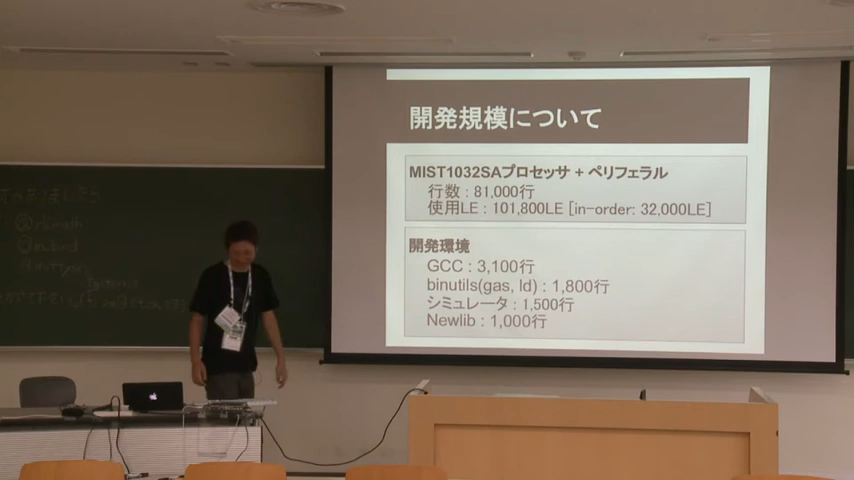 開発規模について
MIST1032SAプロセッサ + ペリフェラル
行数 : 81,000行
使用LE : 101,800LE [in-order: 32,000LE]
開発環境
GCC : 3,100行
binutils(gas, ld) : 1,800行
シミュレータ : 1,500行
Newlib : 1,000行